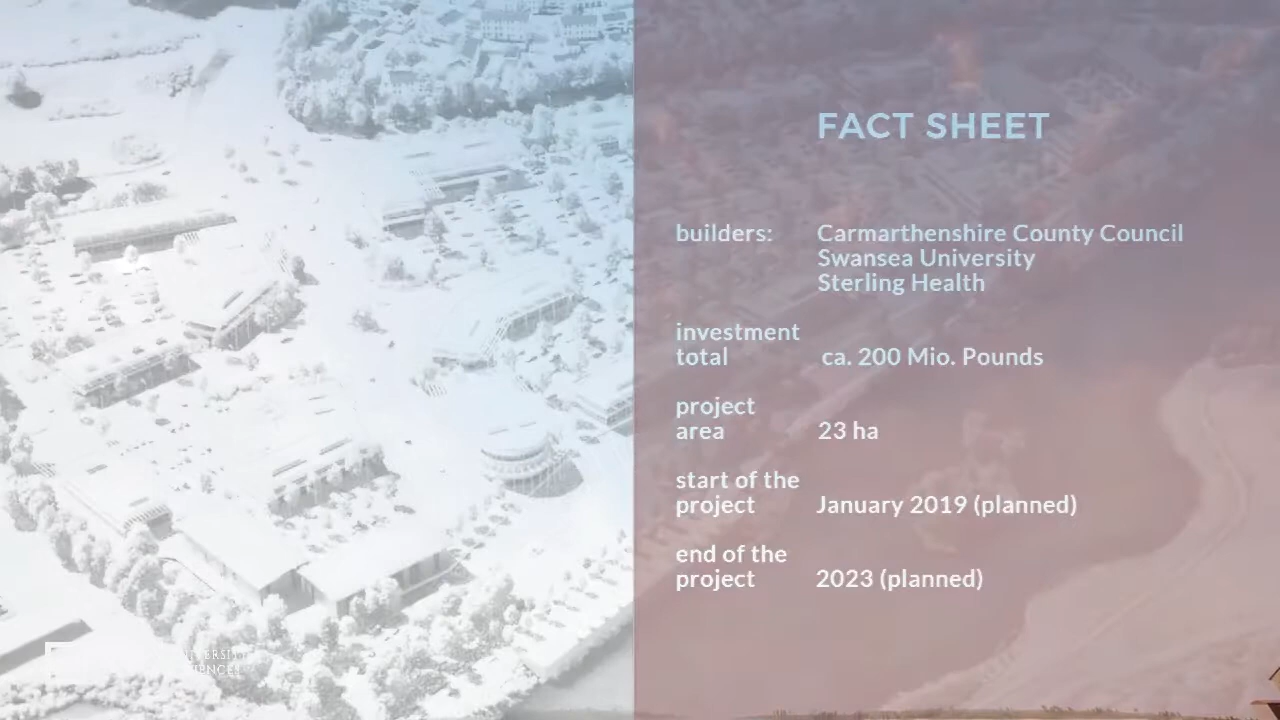 FACT SHEET
builders: Carmarthenshire County Council
Swansea University
Sterling Health
investment
total ca. 200 Mio. Pounds
project
area 23 ha
start of the
project January 2019 (planned)
end of the
project 2023 (planned)